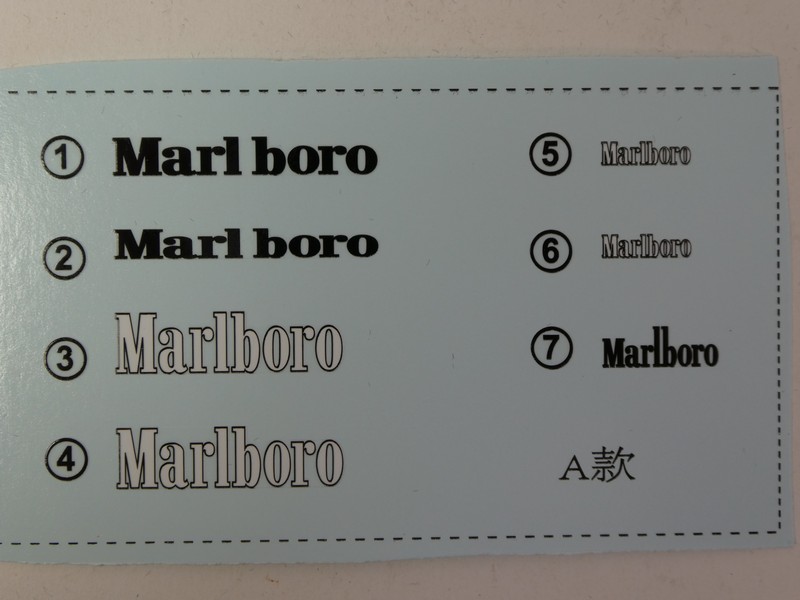 ① Marl boro
② Marl boro
③ Marlboro
④ Marlboro
⑤ Marlboro
⑥ Marlboro
⑦ Marlboro
A款